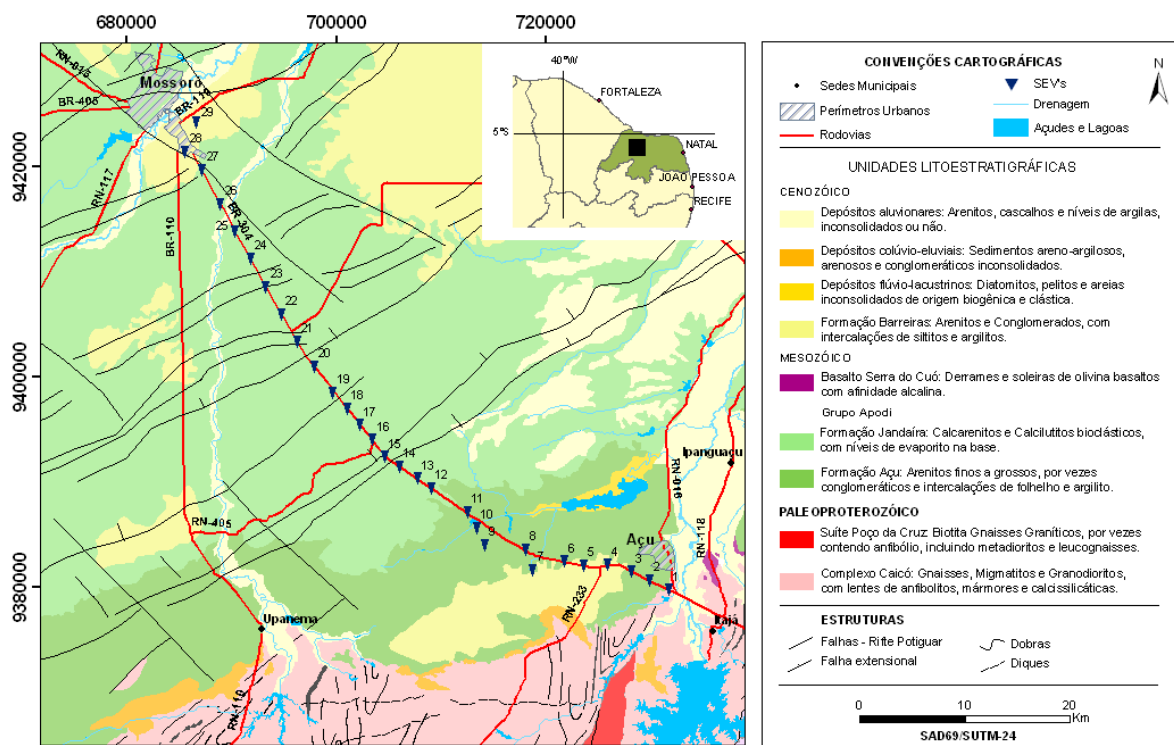 680000
700000
720000
9420000
9400000
9380000
RN-015
Mossoró
BR-405
BR-110
29
28
27
RN-117
26
BR-304
25
24
BR-110
23
22
21
20
19
18
17
16
15
14
13
12
11
10
9
8
7
6
5
4
3
2
1
Ipanguaçu
RN-016
RN-118
Açu
RN-405
RN-233
Upanema
Itajá
RN-110
40°W
FORTALEZA
5°S
NATAL
JOAO PESSOA
RECIFE
CONVENÇÕES CARTOGRÁFICAS
N
Sedes Municipais
SEV's
Perímetros Urbanos
Drenagem
Rodovias
Açudes e Lagoas
UNIDADES LITOESTRATIGRÁFICAS
CENOZÓICO
Depósitos aluvionares: Arenitos, cascalhos e níveis de argilas,
inconsolidados ou não.
Depósitos colúvio-eluviais: Sedimentos areno-argilosos,
arenosos e conglomeráticos inconsolidados.
Depósitos flúvio-lacustrinos: Diatomitos, pelitos e areias
inconsolidados de origem biogênica e clástica.
Formação Barreiras: Arenitos e Conglomerados, com
intercalações de siltitos e argilitos.
MESOZÓICO
Basalto Serra do Cuó: Derrames e soleiras de olivina basaltos
com afinidade alcalina.
Grupo Apodi
Formação Jandaíra: Calcarenitos e Calcilutitos bioclásticos,
com níveis de evaporito na base.
Formação Açu: Arenitos finos a grossos, por vezes
conglomeráticos e intercalações de folhelho e argilito.
PALEOPROTEROZÓICO
Suíte Poço da Cruz: Biotita Gnaisses Graníticos, por vezes
contendo anfibólio, incluindo metadioritos e leucognaisses.
Complexo Caicó: Gnaisses, Migmatitos e Granodioritos,
com lentes de anfibolitos, mármores e calcissilicáticas.
ESTRUTURAS
Falhas - Rifte Potiguar
Dobras
Falha extensional
Diques
0 10 20
Km
SAD69/SUTM-24